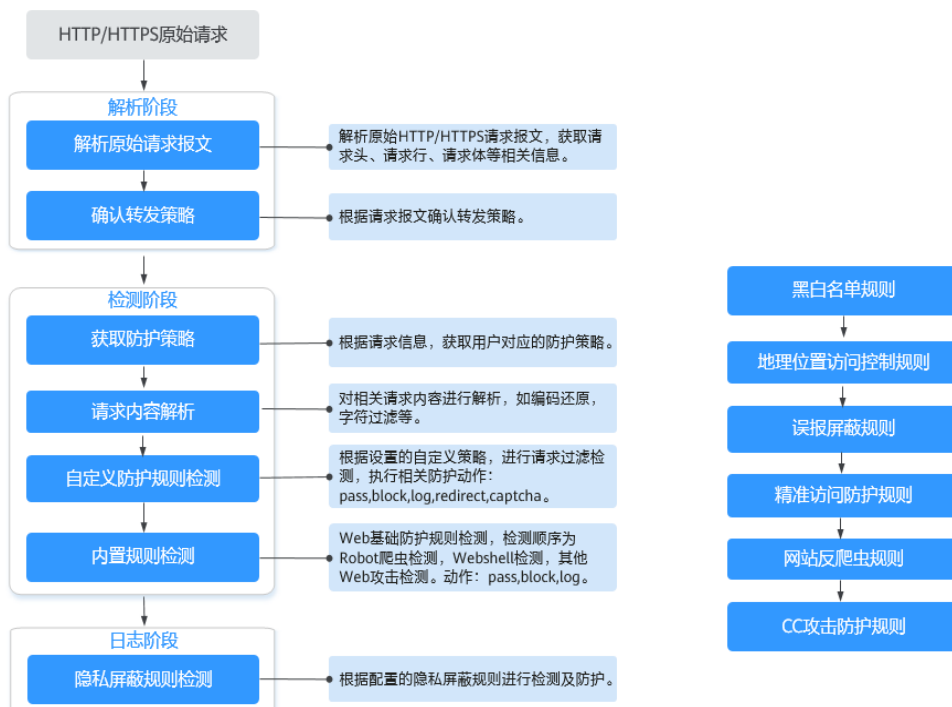 HTTP/HTTPS原始请求
解析阶段
解析原始请求报文
解析原始HTTP/HTTPS请求报文，获取请
求头、请求行、请求体等相关信息。
确认转发策略
根据请求报文确认转发策略。
检测阶段
获取防护策略
根据请求信息，获取用户对应的防护策略。
请求内容解析
对相关请求内容进行解析，如编码还原，
字符过滤等。
自定义防护规则检测
根据设置的自定义策略，进行请求过滤检
测，执行相关防护动作：
pass,block,log,redirect,captcha。
内置规则检测
Web基础防护规则检测，检测顺序为
Robot爬虫检测，Webshell检测，其他
Web攻击检测。动作：pass,block,log。
日志阶段
隐私屏蔽规则检测
根据配置的隐私屏蔽规则进行检测及防护。
黑白名单规则
地理位置访问控制规则
误报屏蔽规则
精准访问防护规则
网站反爬虫规则
CC攻击防护规则